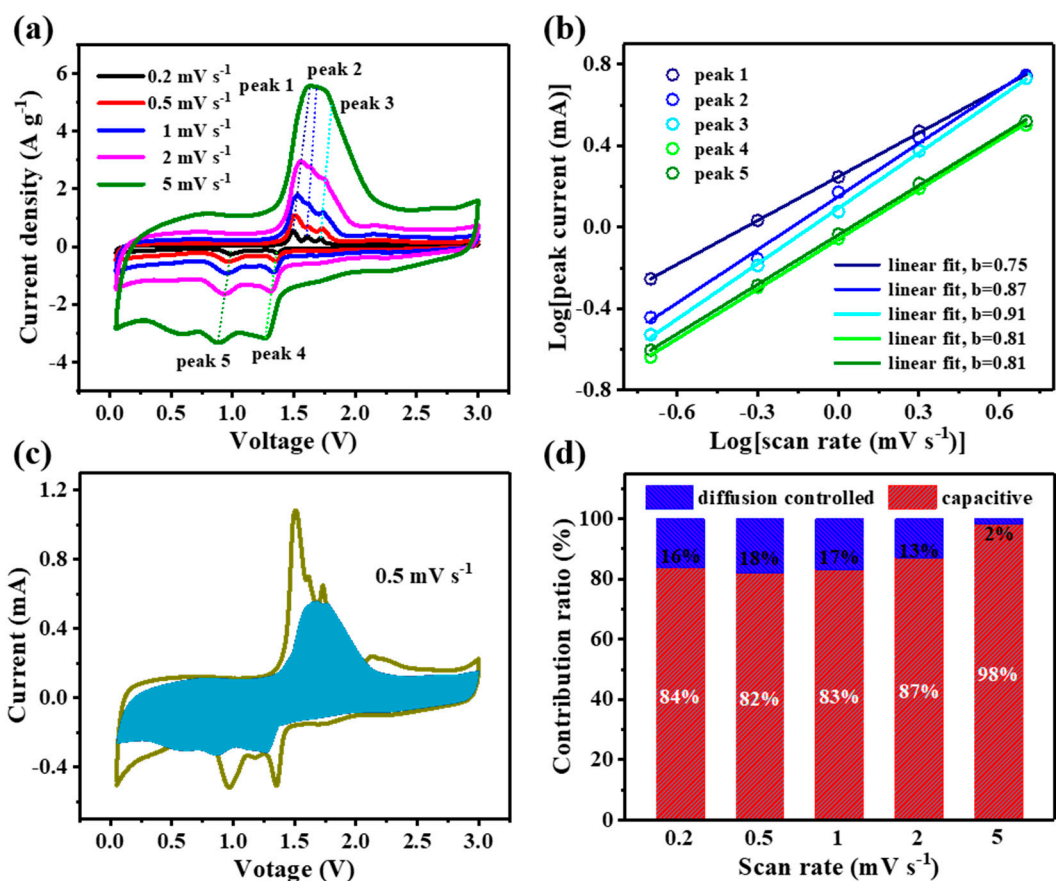 (a)
6
4
2
0
-2
-4
Current density (A g⁻¹)
0.2 mV s⁻¹
0.5 mV s⁻¹
1 mV s⁻¹
2 mV s⁻¹
5 mV s⁻¹
peak 1
peak 2
peak 3
peak 5
peak 4
0.0 0.5 1.0 1.5 2.0 2.5 3.0
Voltage (V)
(b)
0.8
0.4
0.0
-0.4
-0.8
Log[peak current (mA)]
peak 1
peak 2
peak 3
peak 4
peak 5
linear fit, b=0.75
linear fit, b=0.87
linear fit, b=0.91
linear fit, b=0.81
linear fit, b=0.81
-0.6 -0.3 0.0 0.3 0.6
Log[scan rate (mV s⁻¹)]
(c)
1.2
0.8
0.4
0.0
-0.4
Current (mA)
0.5 mV s⁻¹
0.0 0.5 1.0 1.5 2.0 2.5 3.0
Votage (V)
(d)
diffusion controlled capacitive
100
80
60
40
20
0
Contribution ratio (%)
16% 18% 17% 13% 2%
84% 82% 83% 87% 98%
0.2 0.5 1 2 5
Scan rate (mV s⁻¹)